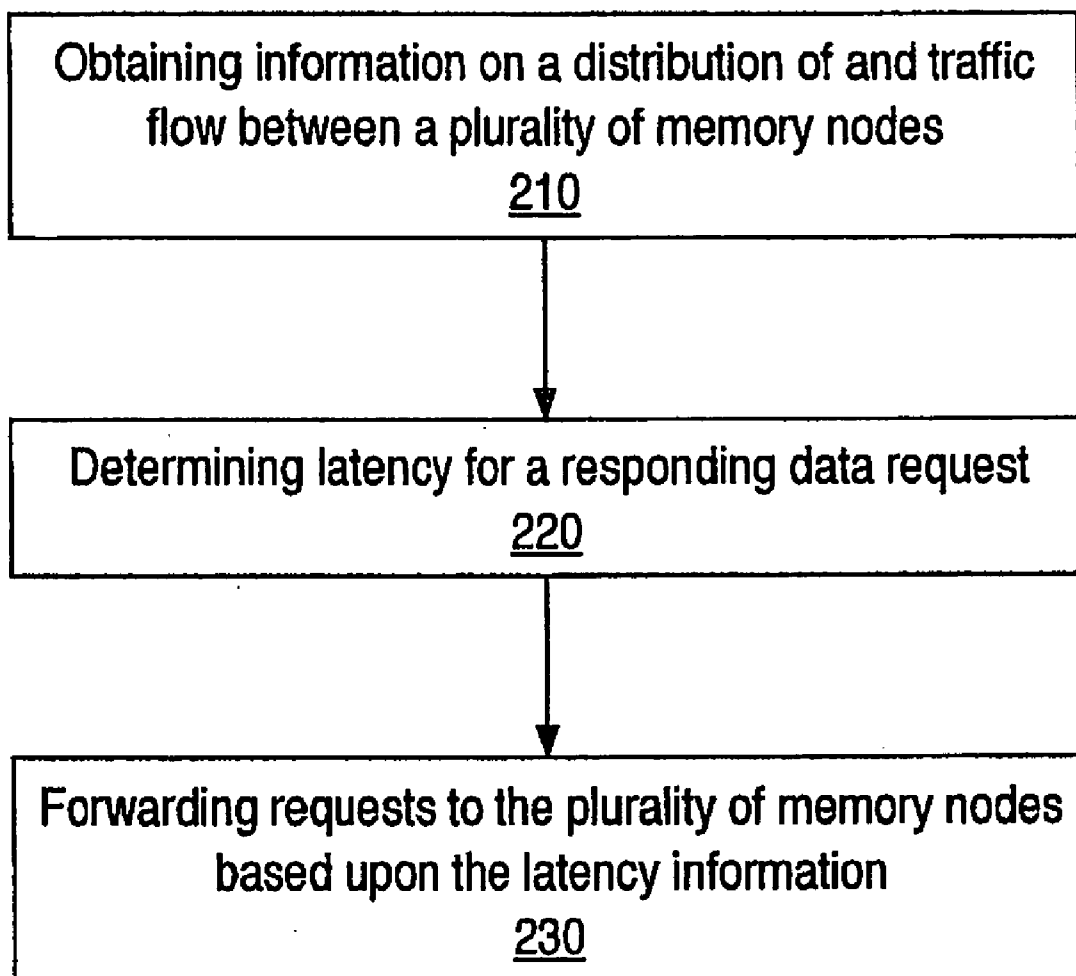 Obtaining information on a distribution of and traffic
flow between a plurality of memory nodes
210
Determining latency for a responding data request
220
Forwarding requests to the plurality of memory nodes
based upon the latency information
230